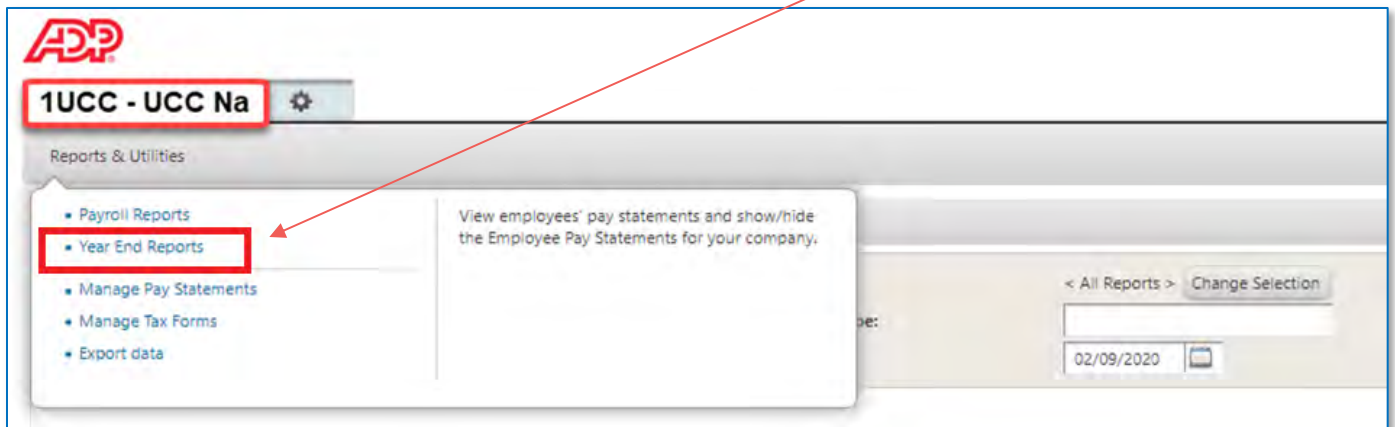 ADP
1UCC - UCC Na
Reports & Utilities
Payroll Reports
Year End Reports
Manage Pay Statements
Manage Tax Forms
Export data
View employees' pay statements and show/hide
the Employee Pay Statements for your company.
< All Reports > Change Selection
pe:
02/09/2020